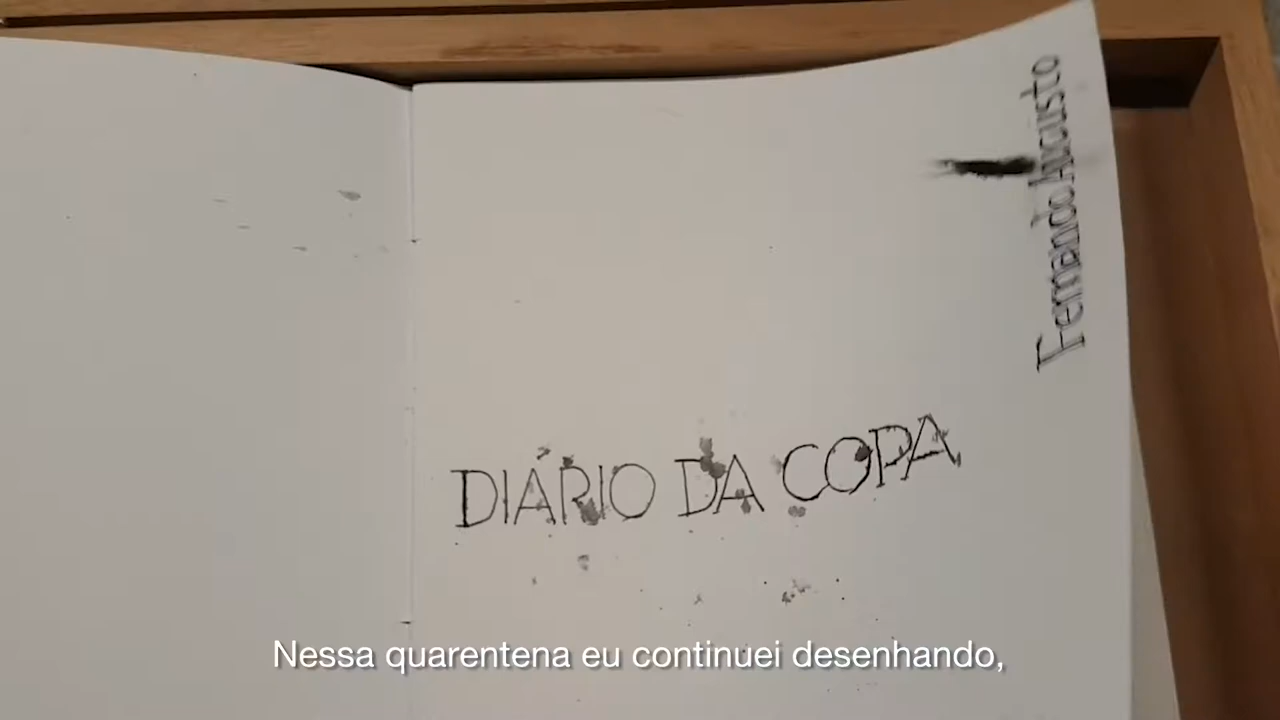 Fernando Augusto
DIÁRIO DA COPA
Nessa quarentena eu continuei desenhando,